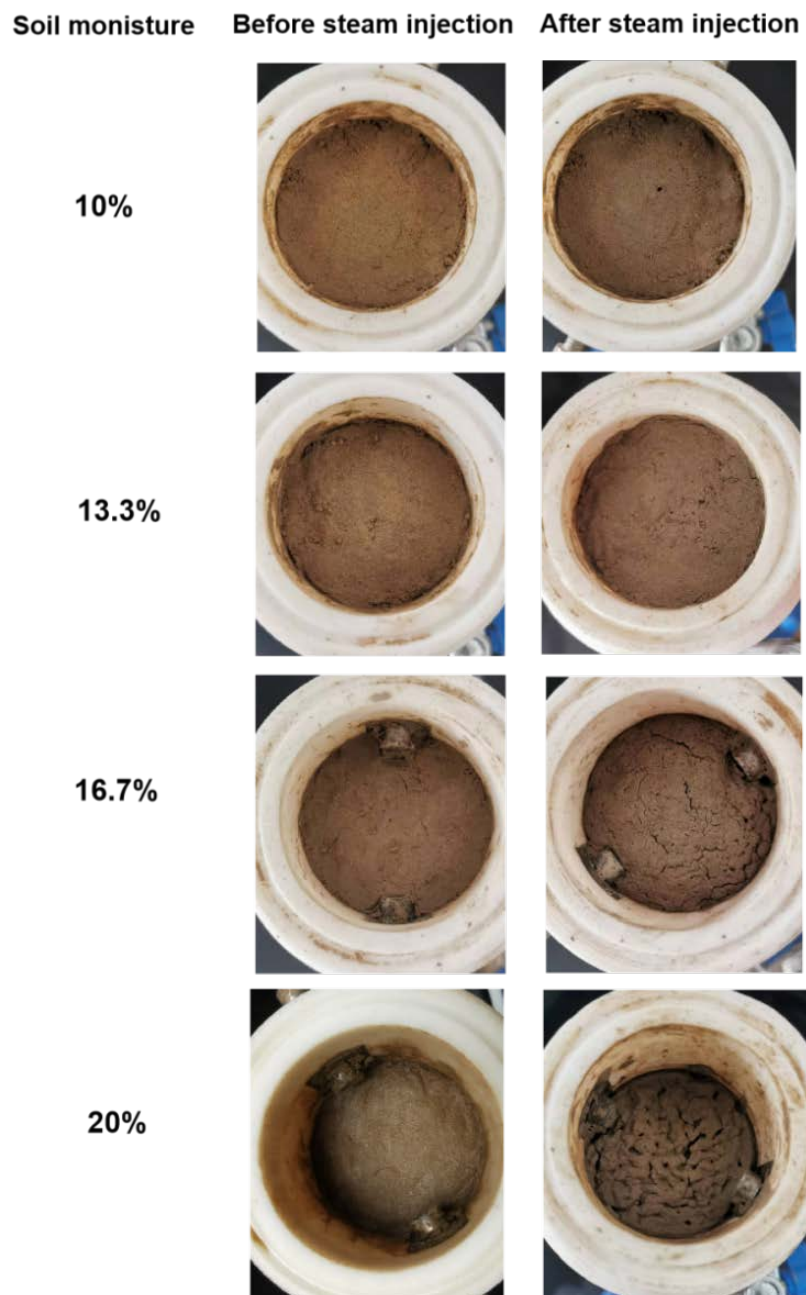 Soil monisture Before steam injection After steam injection
10%
13.3%
16.7%
20%